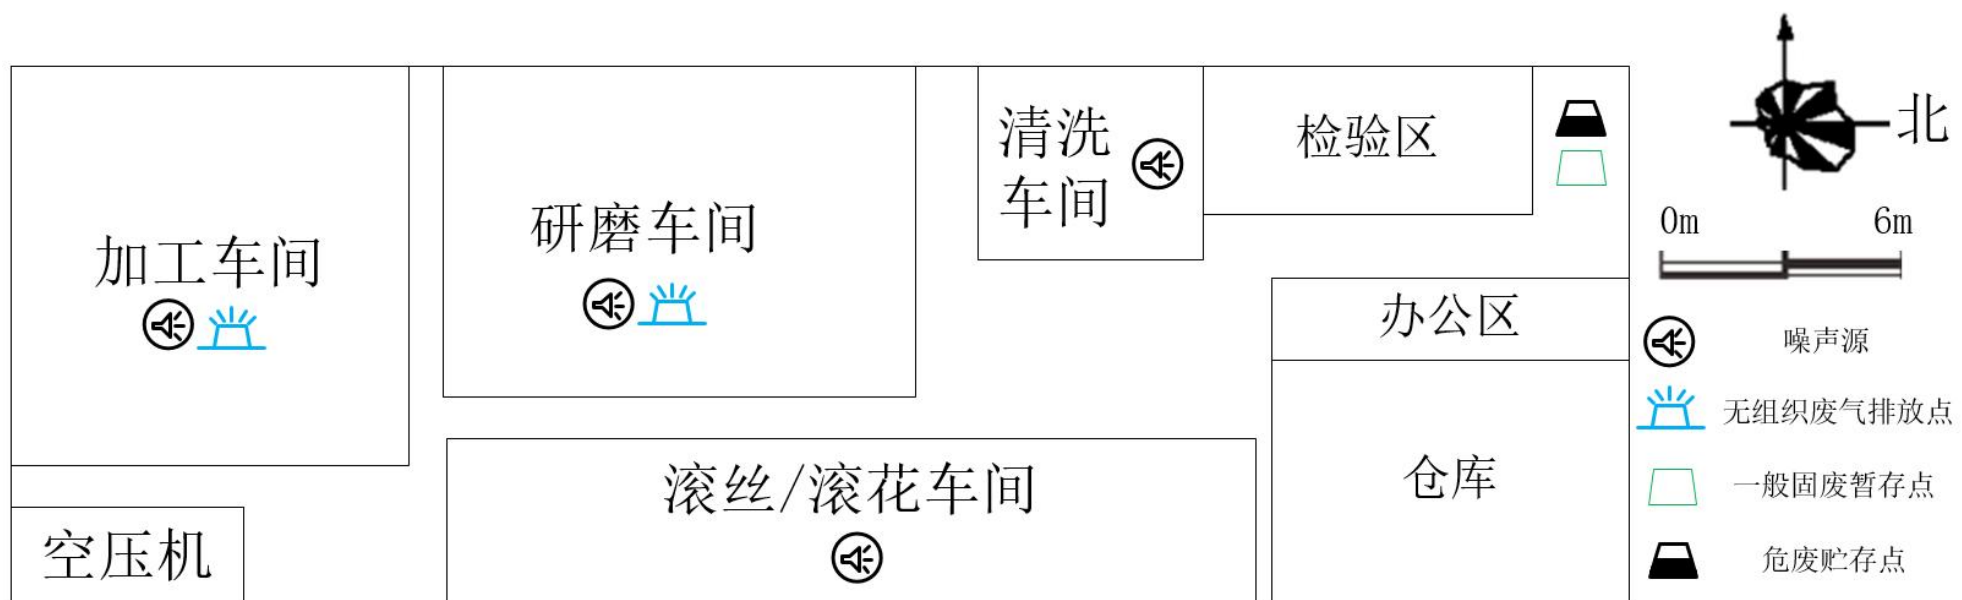 加工车间
研磨车间
清洗
车间
检验区
北
0m 6m
办公区
仓库
滚丝/滚花车间
空压机
噪声源
无组织废气排放点
一般固废暂存点
危废贮存点